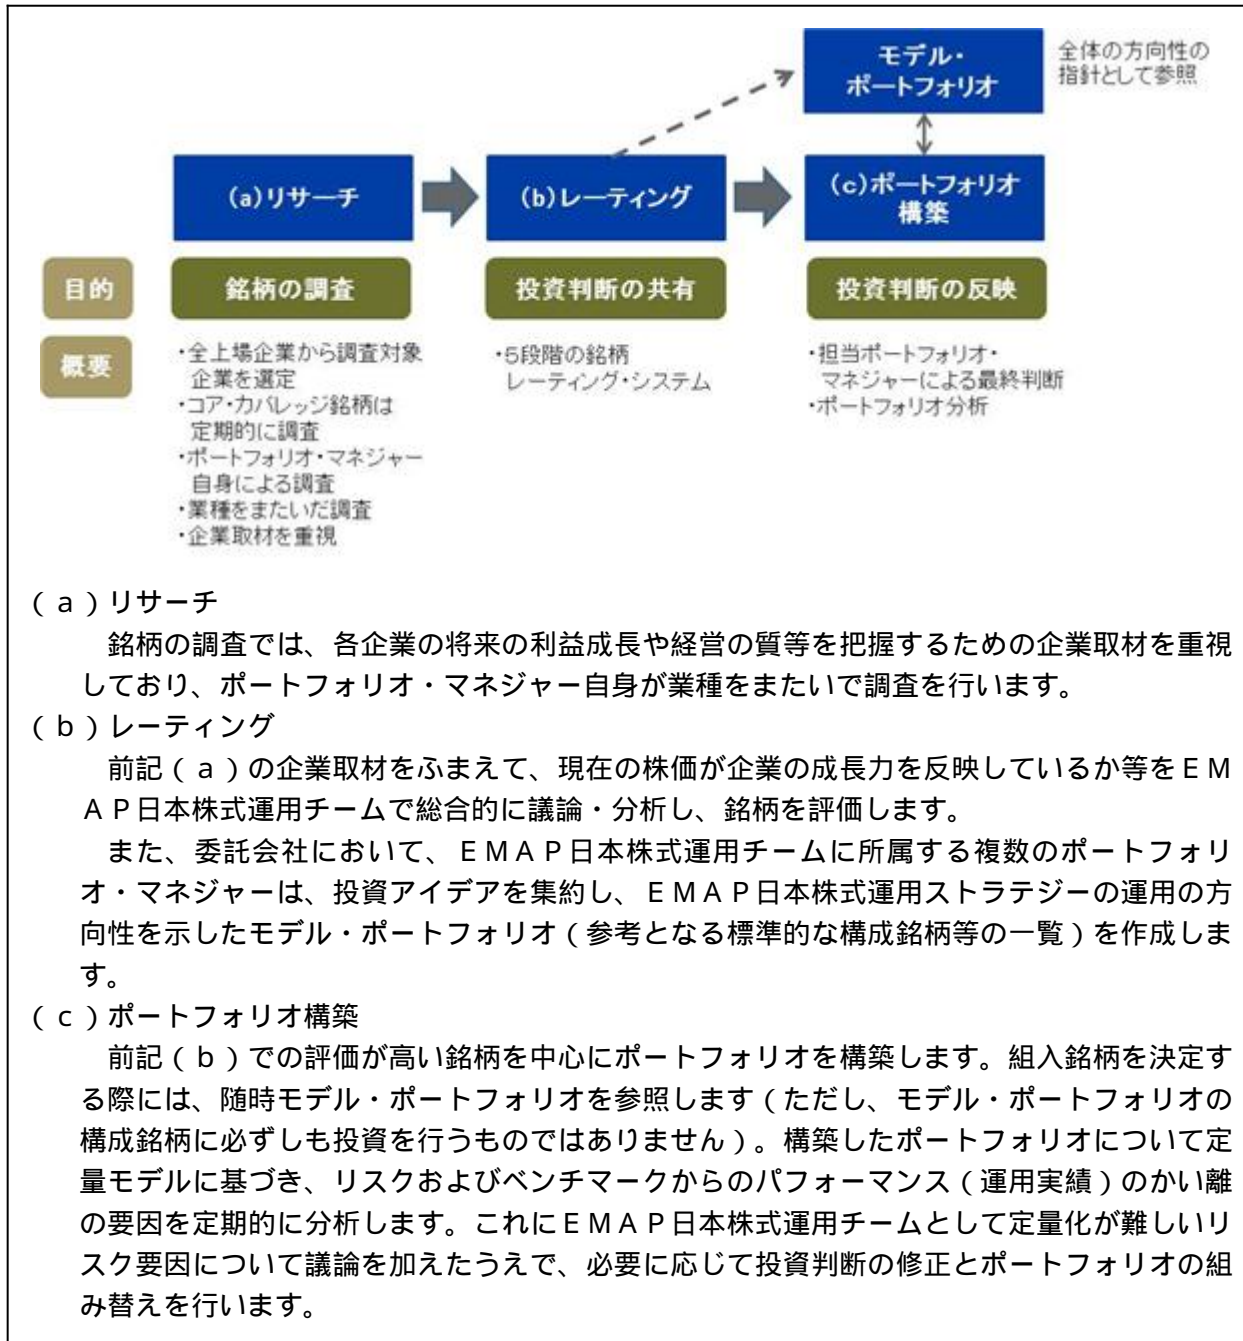 モデル・
ポートフォリオ
全体の方向性の
指針として参照
(a)リサーチ
(b)レーティング
(c)ポートフォリオ
構築
目的
銘柄の調査
投資判断の共有
投資判断の反映
概要
・全上場企業から調査対象
企業を選定
・コア・カバレッジ銘柄は
定期的に調査
・ポートフォリオ・マネジャー
自身による調査
・業種をまたいだ調査
・企業取材を重視
・5段階の銘柄
レーティング・システム
・担当ポートフォリオ・
マネジャーによる最終判断
・ポートフォリオ分析
(a)リサーチ
銘柄の調査では、各企業の将来の利益成長や経営の質等を把握するための企業取材を重視
しており、ポートフォリオ・マネジャー自身が業種をまたいで調査を行います。
(b)レーティング
前記(a)の企業取材をふまえて、現在の株価が企業の成長力を反映しているか等をEM
AP日本株式運用チームで総合的に議論・分析し、銘柄を評価します。
また、委託会社において、EMAP日本株式運用チームに所属する複数のポートフォリ
オ・マネジャーは、投資アイデアを集約し、EMAP日本株式運用ストラテジーの運用の方
向性を示したモデル・ポートフォリオ(参考となる標準的な構成銘柄等の一覧)を作成しま
す。
(c)ポートフォリオ構築
前記(b)での評価が高い銘柄を中心にポートフォリオを構築します。組入銘柄を決定す
る際には、随時モデル・ポートフォリオを参照します(ただし、モデル・ポートフォリオの
構成銘柄に必ずしも投資を行うものではありません)。構築したポートフォリオについて定
量モデルに基づき、リスクおよびベンチマークからのパフォーマンス(運用実績)のかい離
の要因を定期的に分析します。これにEMAP日本株式運用チームとして定量化が難しいリ
スク要因について議論を加えたうえで、必要に応じて投資判断の修正とポートフォリオの組
み替えを行います。